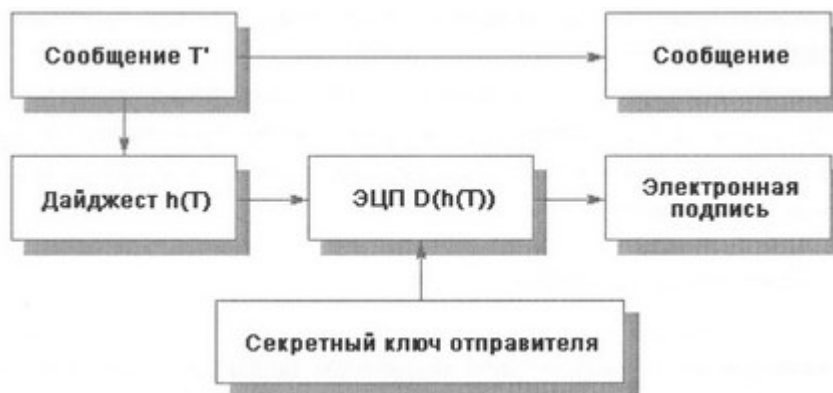 Сообщение T'
Сообщение
Дайджест h(T)
ЭЦП D(h(T))
Электронная
подпись
Секретный ключ отправителя